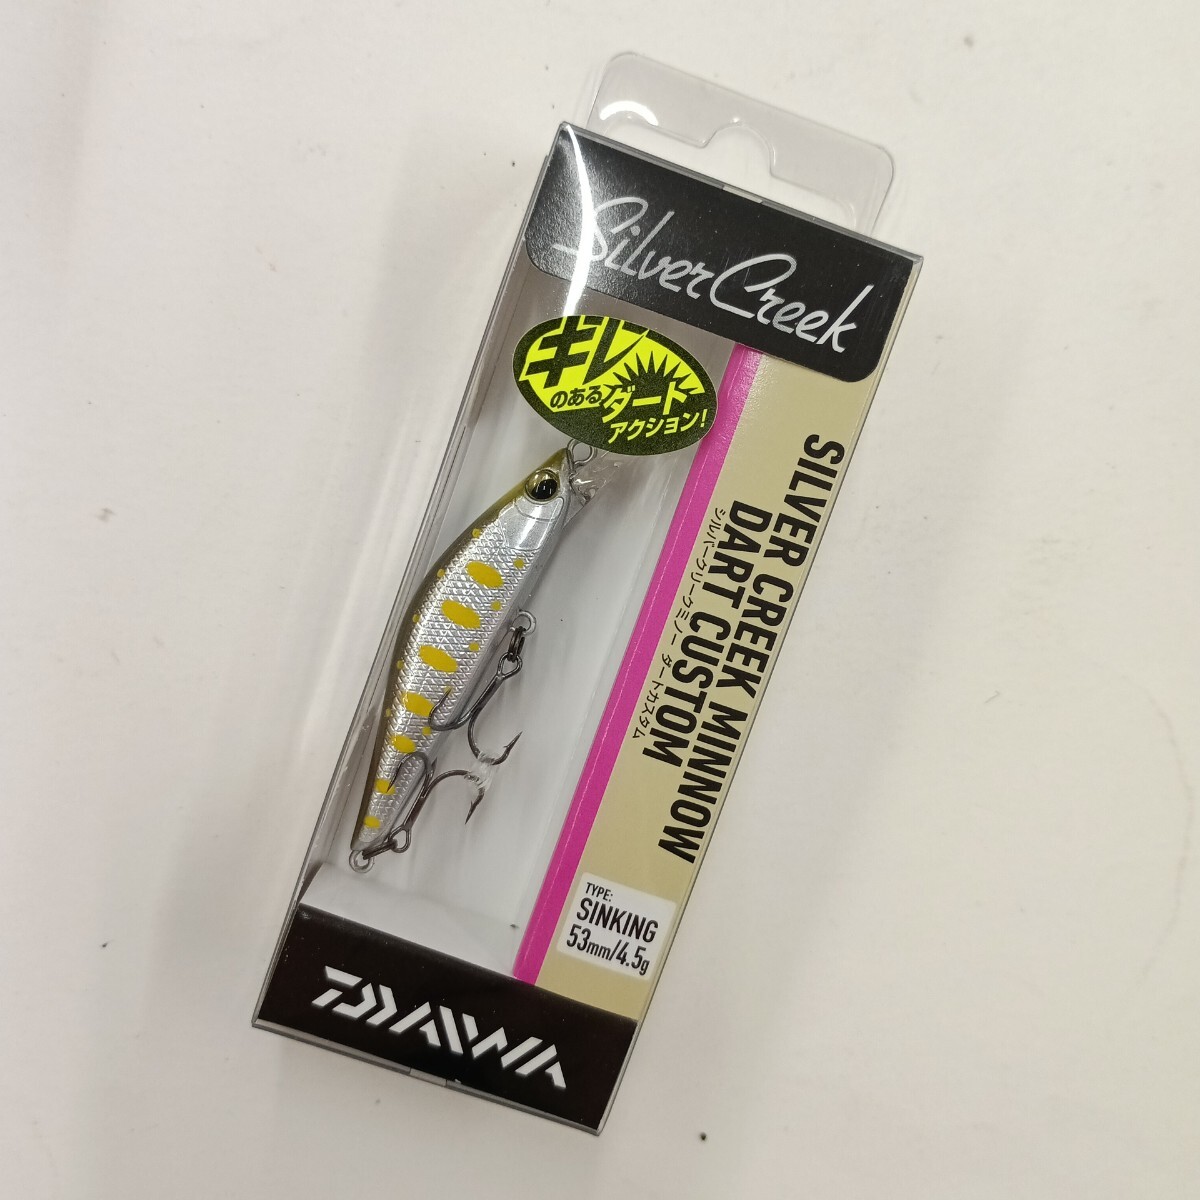 Silver Creek
キレ
のあるダート
アクション!
SILVER CREEK MINNOW
DART CUSTOM
シルバークリークミノー ダートカスタム
TYPE:
SINKING
53mm/4.5g
DAIWA